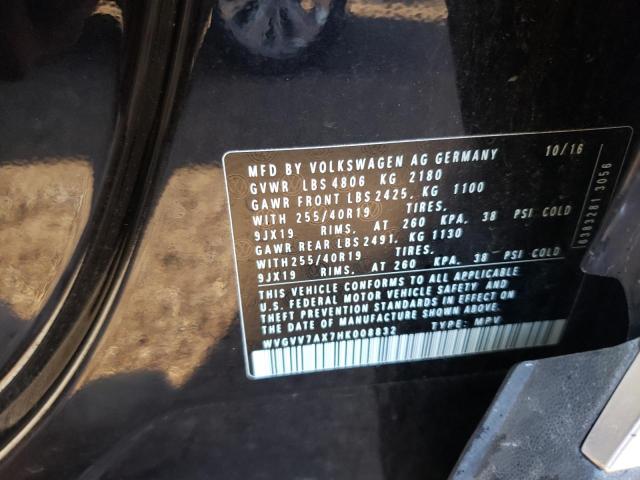 MFD BY VOLKSWAGEN AG GERMANY 10/16
GVWR LBS 4806 KG 2180
GAWR FRONT LBS 2425, KG 1100
WITH 255/40R19 TIRES,
9JX19 RIMS, AT 260 KPA, 38 PSI COLD
GAWR REAR LBS 2491, KG 1130
WITH 255/40R19 TIRES,
9JX19 RIMS, AT 260 KPA, 38 PSI COLD
THIS VEHICLE CONFORMS TO ALL APPLICABLE
U.S. FEDERAL MOTOR VEHICLE SAFETY AND
THEFT PREVENTION STANDARDS IN EFFECT ON
THE DATE OF MANUFACTURE SHOWN ABOVE.
WVGVV7AX7HK008832 TYPE: MPV